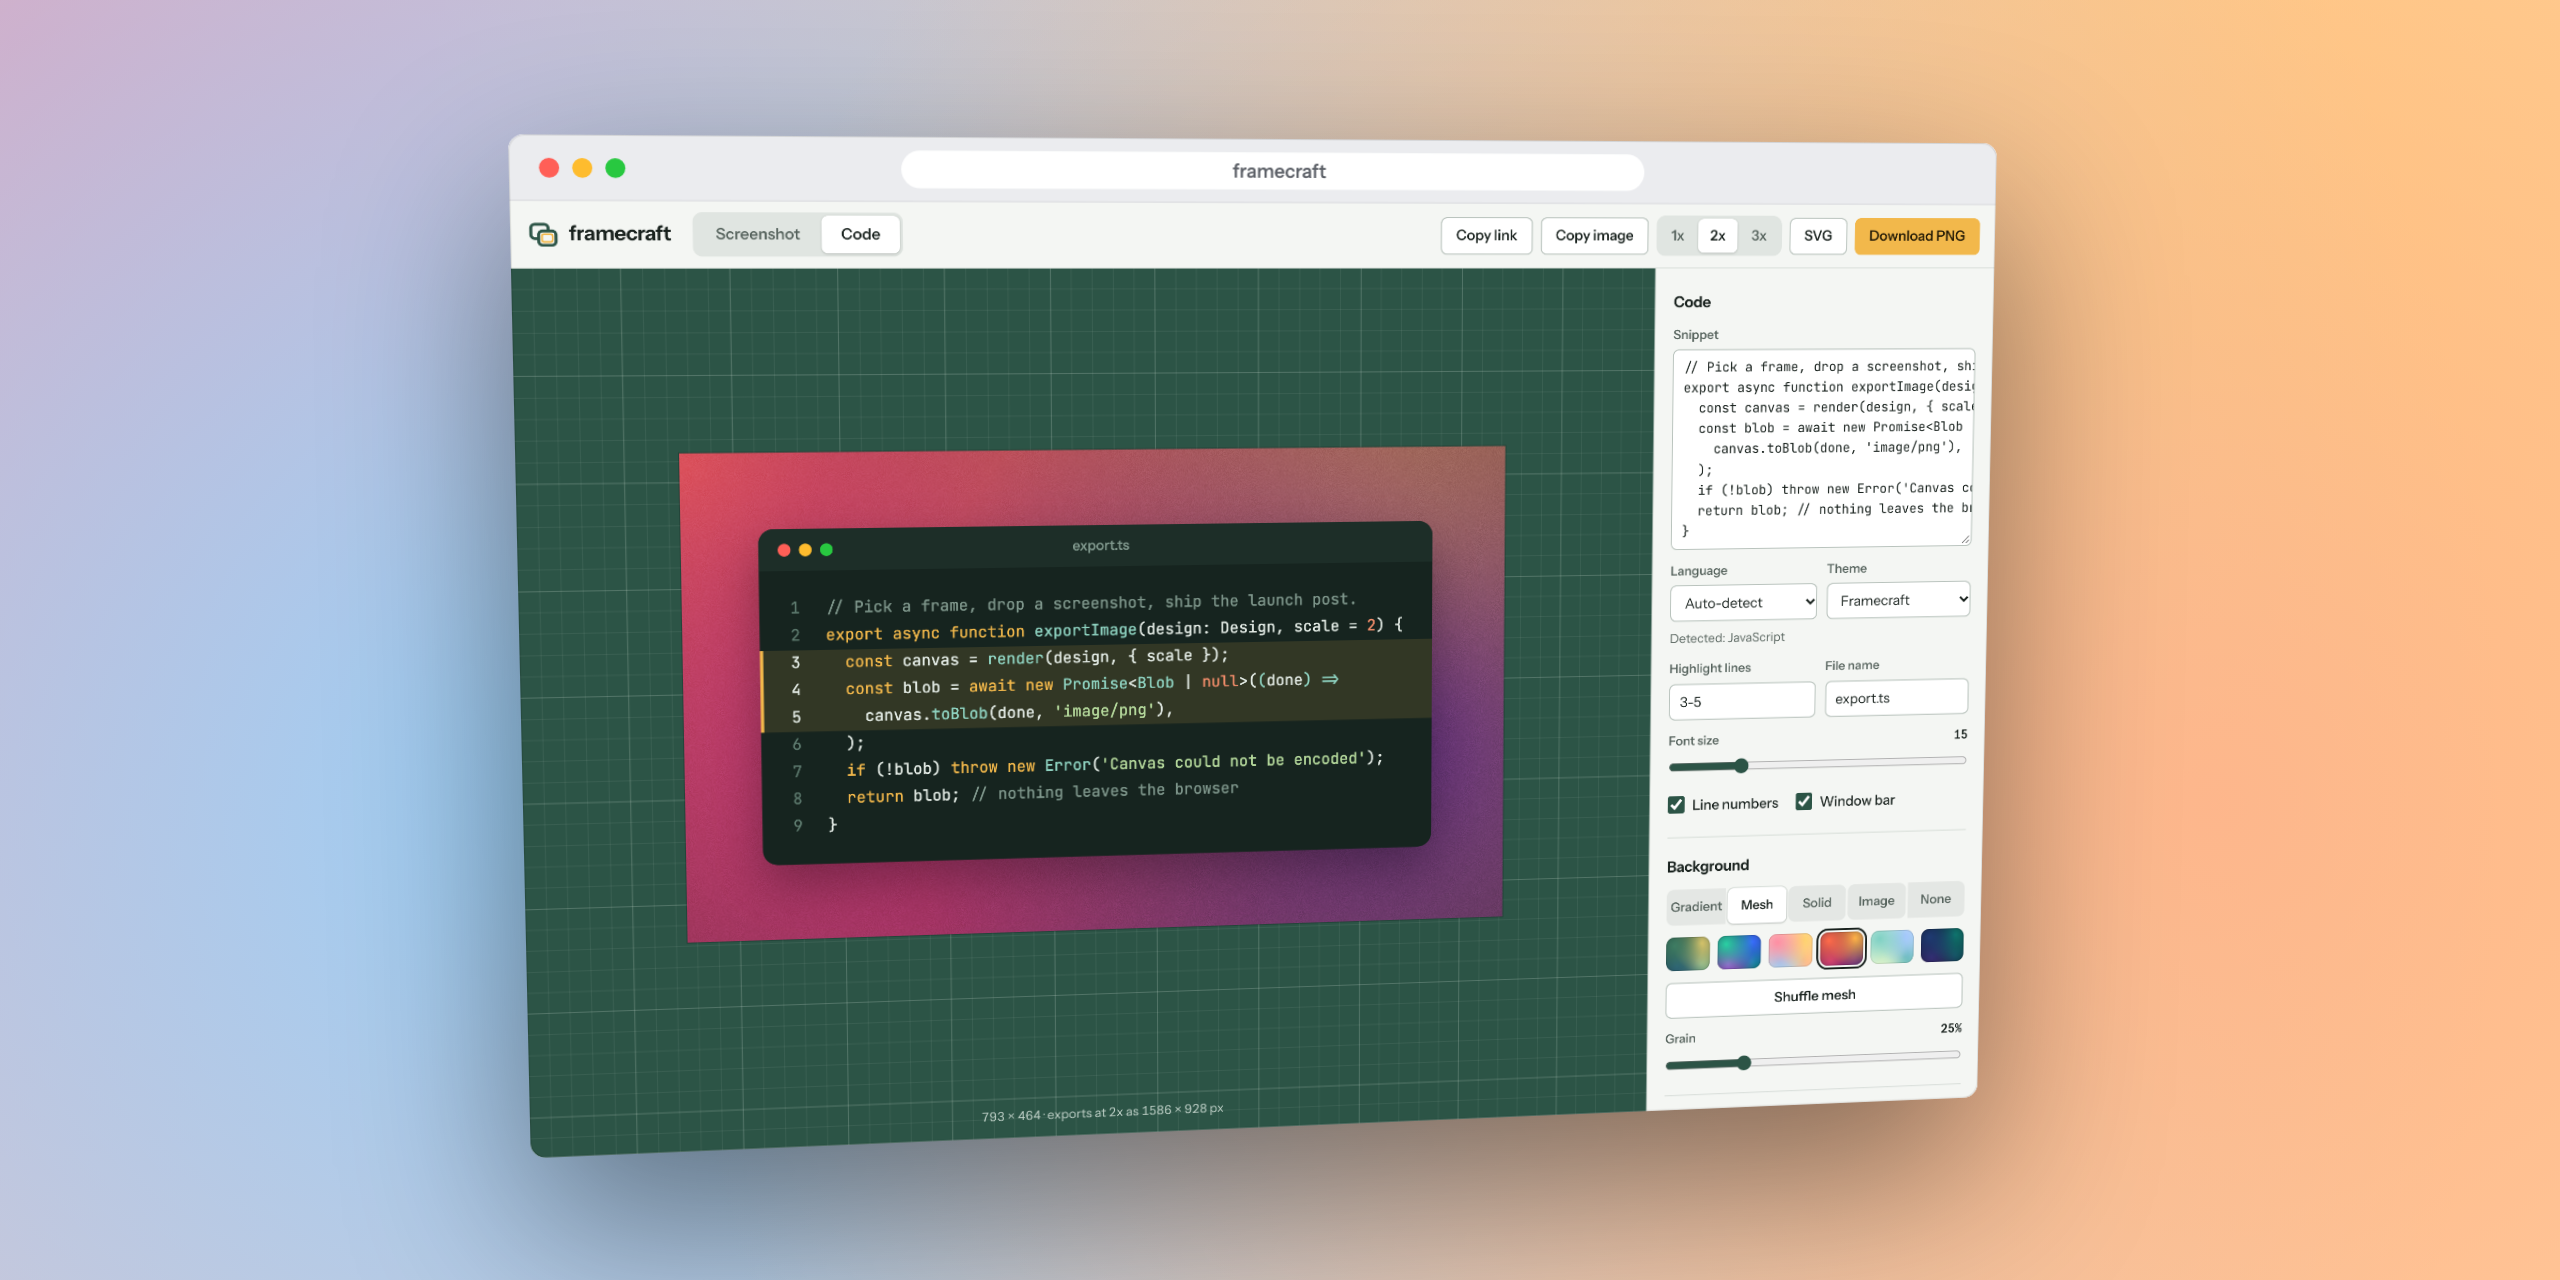 framecraft
framecraft
Screenshot Code
Copy link Copy image 1x 2x 3x SVG Download PNG
export.ts
1 // Pick a frame, drop a screenshot, ship the launch post.
2 export async function exportImage(design: Design, scale = 2) {
3 const canvas = render(design, { scale });
4 const blob = await new Promise<Blob | null>((done) =>
5 canvas.toBlob(done, 'image/png'),
6 );
7 if (!blob) throw new Error('Canvas could not be encoded');
8 return blob; // nothing leaves the browser
9 }
793 × 464 · exports at 2x as 1586 × 928 px
Code
Snippet
// Pick a frame, drop a screenshot, shi
export async function exportImage(desig
const canvas = render(design, { scale
const blob = await new Promise<Blob
canvas.toBlob(done, 'image/png'),
);
if (!blob) throw new Error('Canvas co
return blob; // nothing leaves the br
}
Language Theme
Auto-detect Framecraft
Detected: JavaScript
Highlight lines File name
3-5 export.ts
Font size 15
Line numbers Window bar
Background
Gradient Mesh Solid Image None
Shuffle mesh
Grain 25%